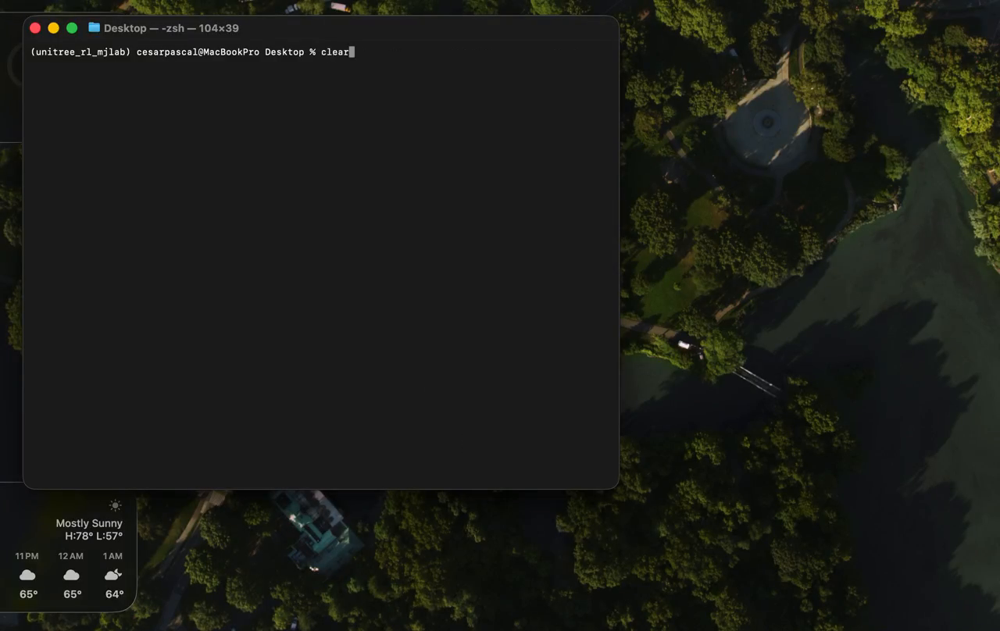 Desktop — -zsh — 104×39
(unitree_rl_mjlab) cesarpascal@MacBookPro Desktop % clear
Mostly Sunny
H:78° L:57°
11 PM 12 AM 1 AM
65° 65° 64°